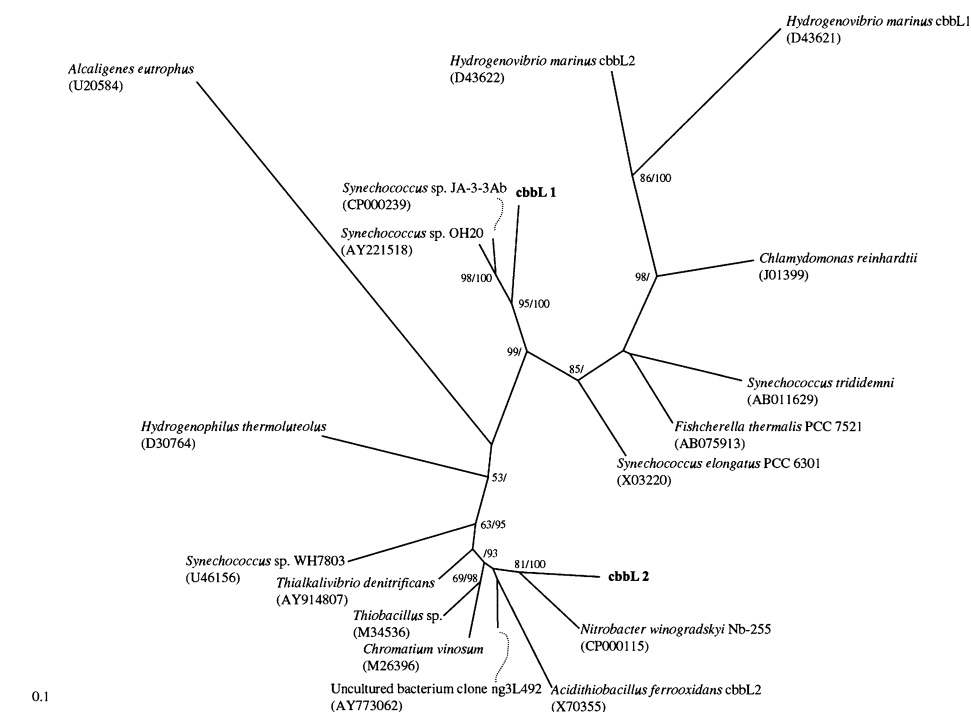 Hydrogenovibrio marinus cbbL1
(D43621)
Hydrogenovibrio marinus cbbL2
(D43622)
Alcaligenes eutrophus
(U20584)
86/100
Synechococcus sp. JA-3-3Ab
(CP000239)
cbbL 1
Synechococcus sp. OH20
(AY221518)
98/100
95/100
98/
Chlamydomonas reinhardtii
(J01399)
99/
85/
Synechococcus trididemni
(AB011629)
Fishcherella thermalis PCC 7521
(AB075913)
Synechococcus elongatus PCC 6301
(X03220)
Hydrogenophilus thermoluteolus
(D30764)
53/
63/95
Synechococcus sp. WH7803
(U46156)
/93
81/100
cbbL 2
69/98
Thialkalivibrio denitrificans
(AY914807)
Thiobacillus sp.
(M34536)
Chromatium vinosum
(M26396)
Nitrobacter winogradskyi Nb-255
(CP000115)
Uncultured bacterium clone ng3L492
(AY773062)
Acidithiobacillus ferrooxidans cbbL2
(X70355)
0.1